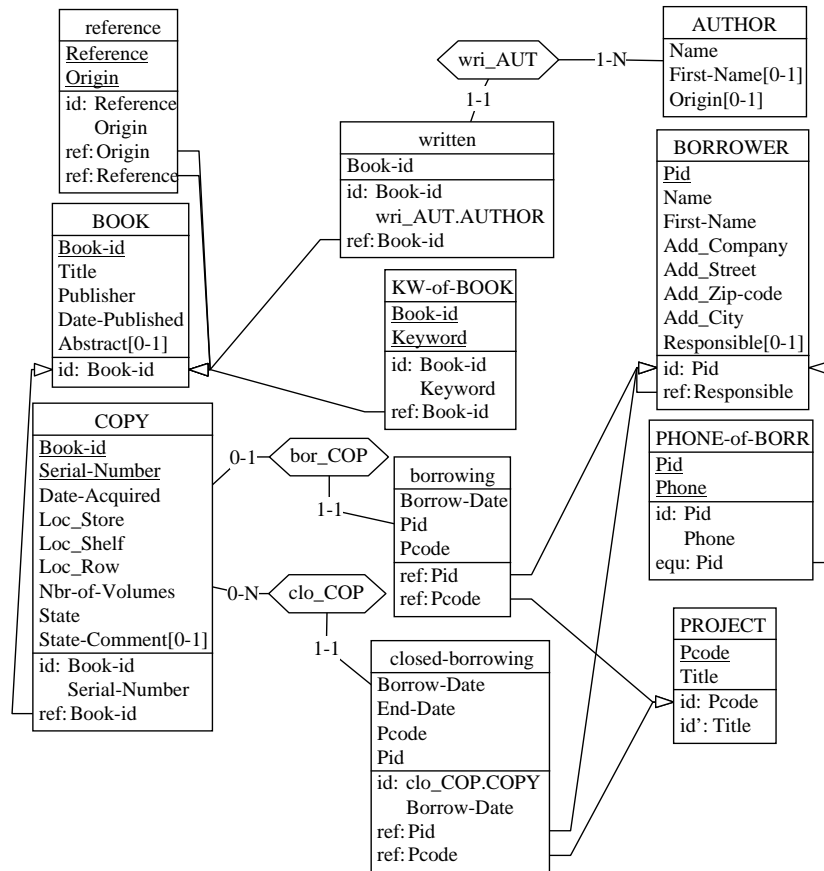 reference
Reference
Origin
id: Reference
Origin
ref: Origin
ref: Reference
wri_AUT
1-N
1-1
AUTHOR
Name
First-Name[0-1]
Origin[0-1]
written
Book-id
id: Book-id
wri_AUT.AUTHOR
ref: Book-id
BORROWER
Pid
Name
First-Name
Add_Company
Add_Street
Add_Zip-code
Add_City
Responsible[0-1]
id: Pid
ref: Responsible
BOOK
Book-id
Title
Publisher
Date-Published
Abstract[0-1]
id: Book-id
KW-of-BOOK
Book-id
Keyword
id: Book-id
Keyword
ref: Book-id
COPY
Book-id
Serial-Number
Date-Acquired
Loc_Store
Loc_Shelf
Loc_Row
Nbr-of-Volumes
State
State-Comment[0-1]
id: Book-id
Serial-Number
ref: Book-id
0-1
bor_COP
1-1
borrowing
Borrow-Date
Pid
Pcode
ref: Pid
ref: Pcode
PHONE-of-BORR
Pid
Phone
id: Pid
Phone
equ: Pid
0-N
clo_COP
1-1
closed-borrowing
Borrow-Date
End-Date
Pcode
Pid
id: clo_COP.COPY
Borrow-Date
ref: Pid
ref: Pcode
PROJECT
Pcode
Title
id: Pcode
id’: Title